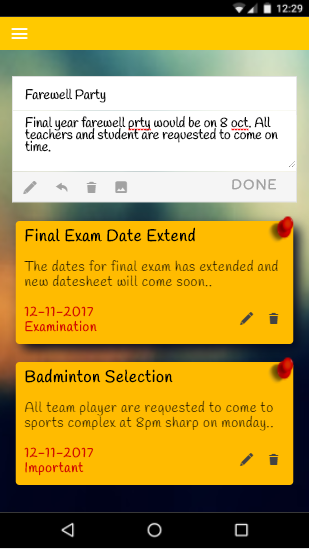 12:29
Farewell Party
Final year farewell prty would be on 8 oct. All
teachers and student are requested to come on
time.
DONE
Final Exam Date Extend
The dates for final exam has extended and
new datesheet will come soon..
12-11-2017
Examination
Badminton Selection
All team player are requested to come to
sports complex at 8pm sharp on monday..
12-11-2017
Important